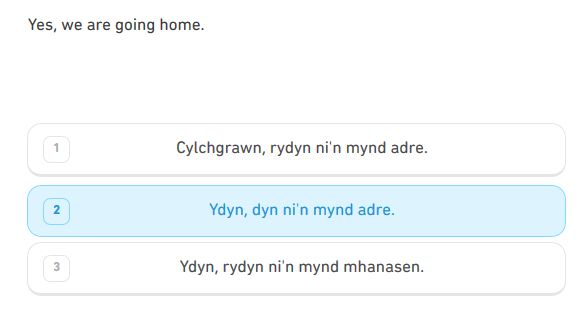 Yes, we are going home.
1
Cylchgrawn, rydyn ni'n mynd adre.
2
Ydyn, dyn ni'n mynd adre.
3
Ydyn, rydyn ni'n mynd mhanasen.